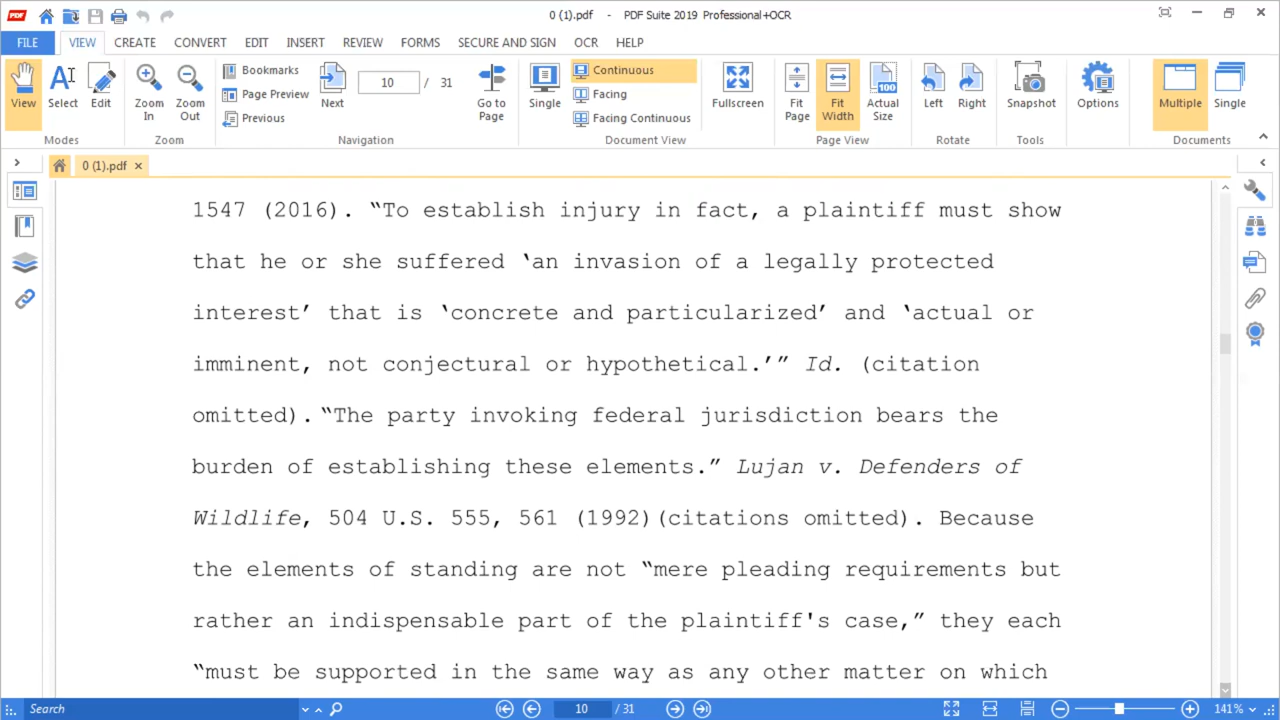 0 (1).pdf - PDF Suite 2019 Professional+OCR
FILE VIEW CREATE CONVERT EDIT INSERT REVIEW FORMS SECURE AND SIGN OCR HELP
View Select Edit
Modes
Zoom In Zoom Out
Zoom
Bookmarks
Page Preview
Previous
Next
10 / 31
Go to Page
Navigation
Single
Continuous
Facing
Facing Continuous
Document View
Fit Page Fit Width Actual Size
100
Page View
Left Right
Rotate
Snapshot
Tools
Options
Multiple Single
Documents
0 (1).pdf
1547 (2016). “To establish injury in fact, a plaintiff must show
that he or she suffered ‘an invasion of a legally protected
interest’ that is ‘concrete and particularized’ and ‘actual or
imminent, not conjectural or hypothetical.’” Id. (citation
omitted). “The party invoking federal jurisdiction bears the
burden of establishing these elements.” Lujan v. Defenders of
Wildlife, 504 U.S. 555, 561 (1992)(citations omitted). Because
the elements of standing are not “mere pleading requirements but
rather an indispensable part of the plaintiff's case,” they each
“must be supported in the same way as any other matter on which
Search
10 / 31
141%